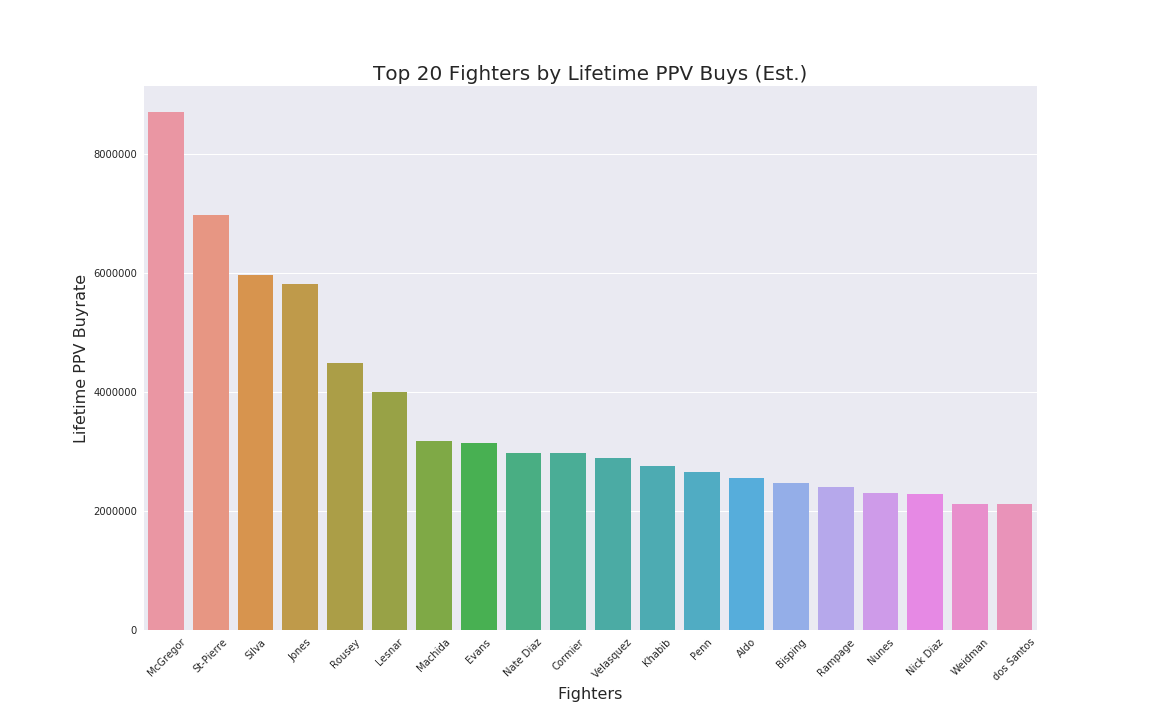 Top 20 Fighters by Lifetime PPV Buys (Est.)
Lifetime PPV Buyrate
8000000
6000000
4000000
2000000
0
McGregor
St-Pierre
Silva
Jones
Rousey
Lesnar
Machida
Evans
Nate Diaz
Cormier
Velasquez
Khabib
Penn
Aldo
Bisping
Rampage
Nunes
Nick Diaz
Weidman
dos Santos
Fighters